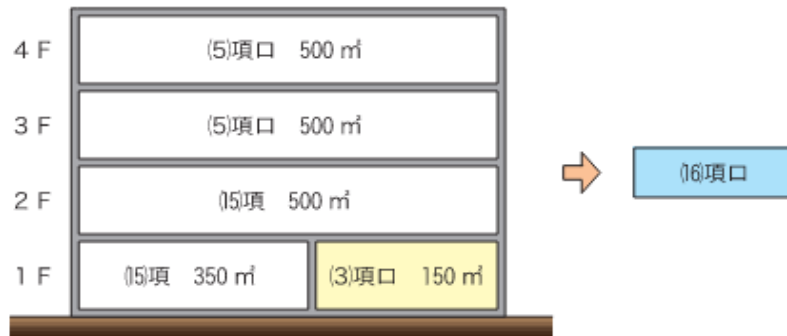 4 F ⑸項ロ 500 ㎡
3 F ⑸項ロ 500 ㎡
2 F ⒂項 500 ㎡
1 F ⒂項 350 ㎡ ⑶項ロ 150 ㎡
⒃項ロ